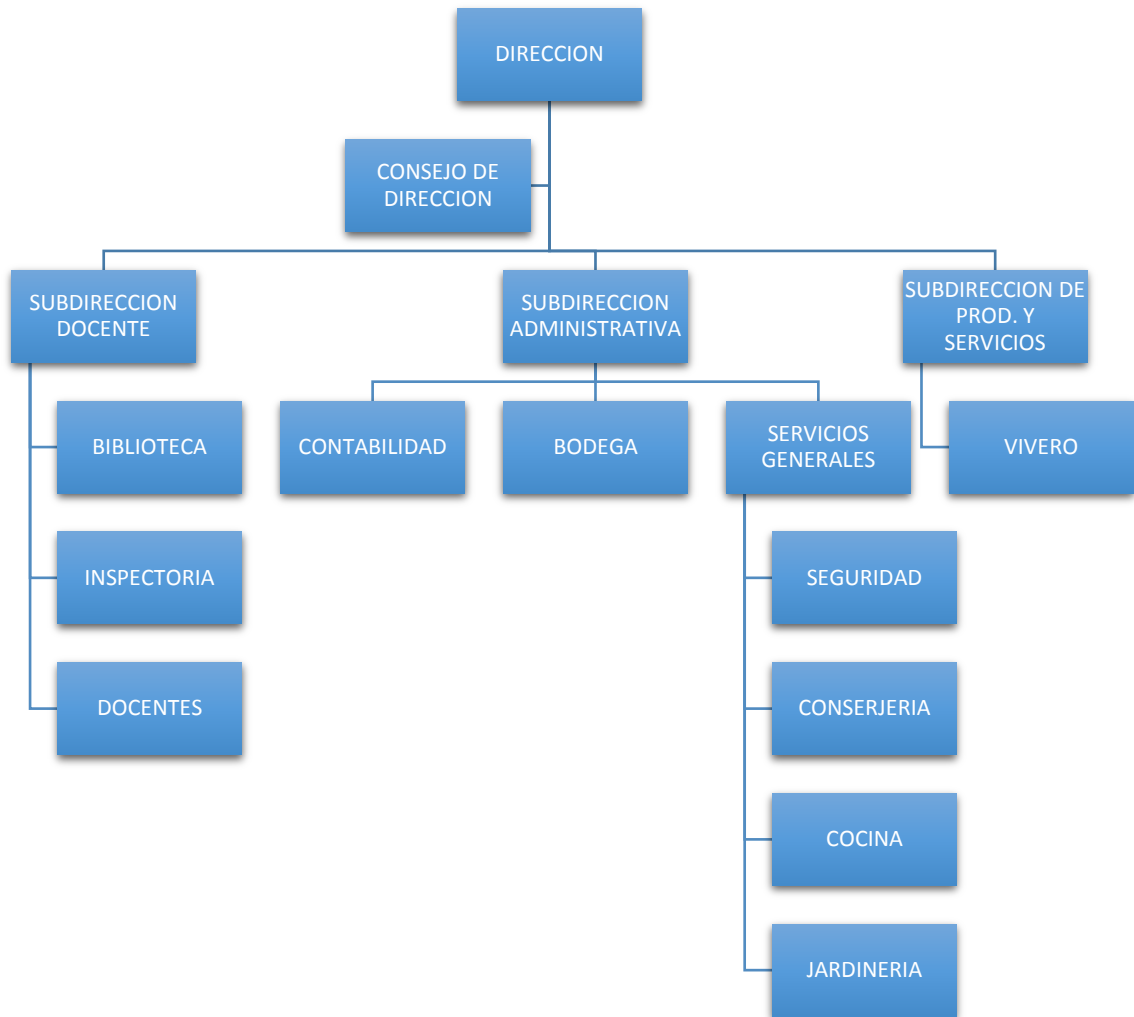 DIRECCION
CONSEJO DE
DIRECCION
SUBDIRECCION
DOCENTE
SUBDIRECCION
ADMINISTRATIVA
SUBDIRECCION DE
PROD. Y
SERVICIOS
BIBLIOTECA
CONTABILIDAD
BODEGA
SERVICIOS
GENERALES
VIVERO
INSPECTORIA
SEGURIDAD
DOCENTES
CONSERJERIA
COCINA
JARDINERIA